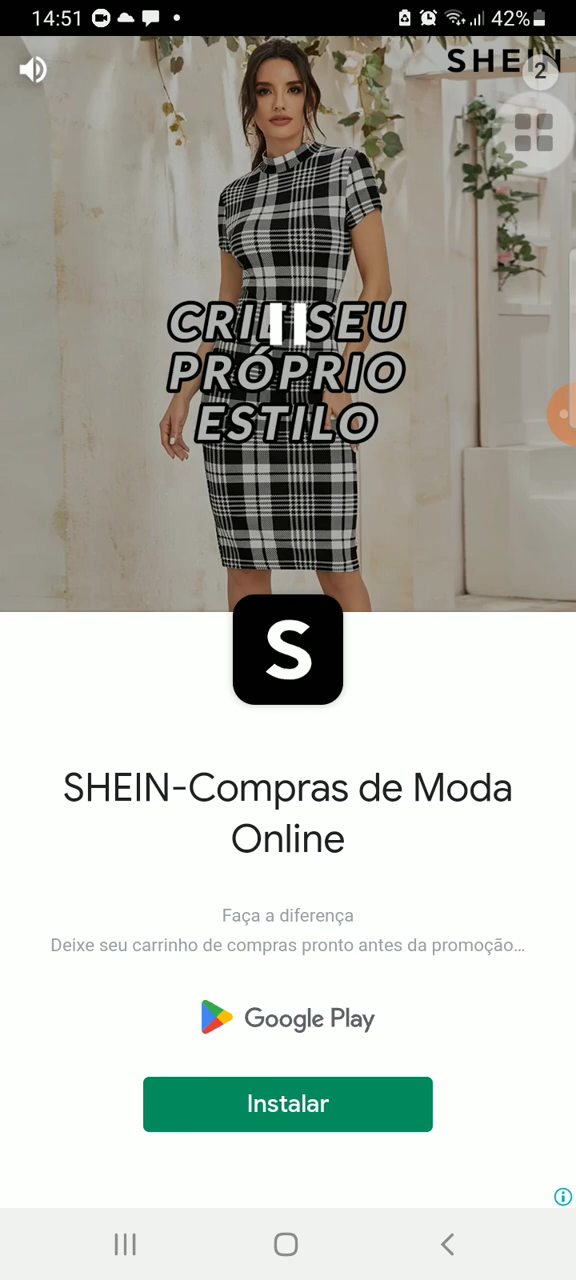 14:51
42%
SHEIN
2
CRIE SEU
PRÓPRIO
ESTILO
S
SHEIN-Compras de Moda
Online
Faça a diferença
Deixe seu carrinho de compras pronto antes da promoção...
Google Play
Instalar